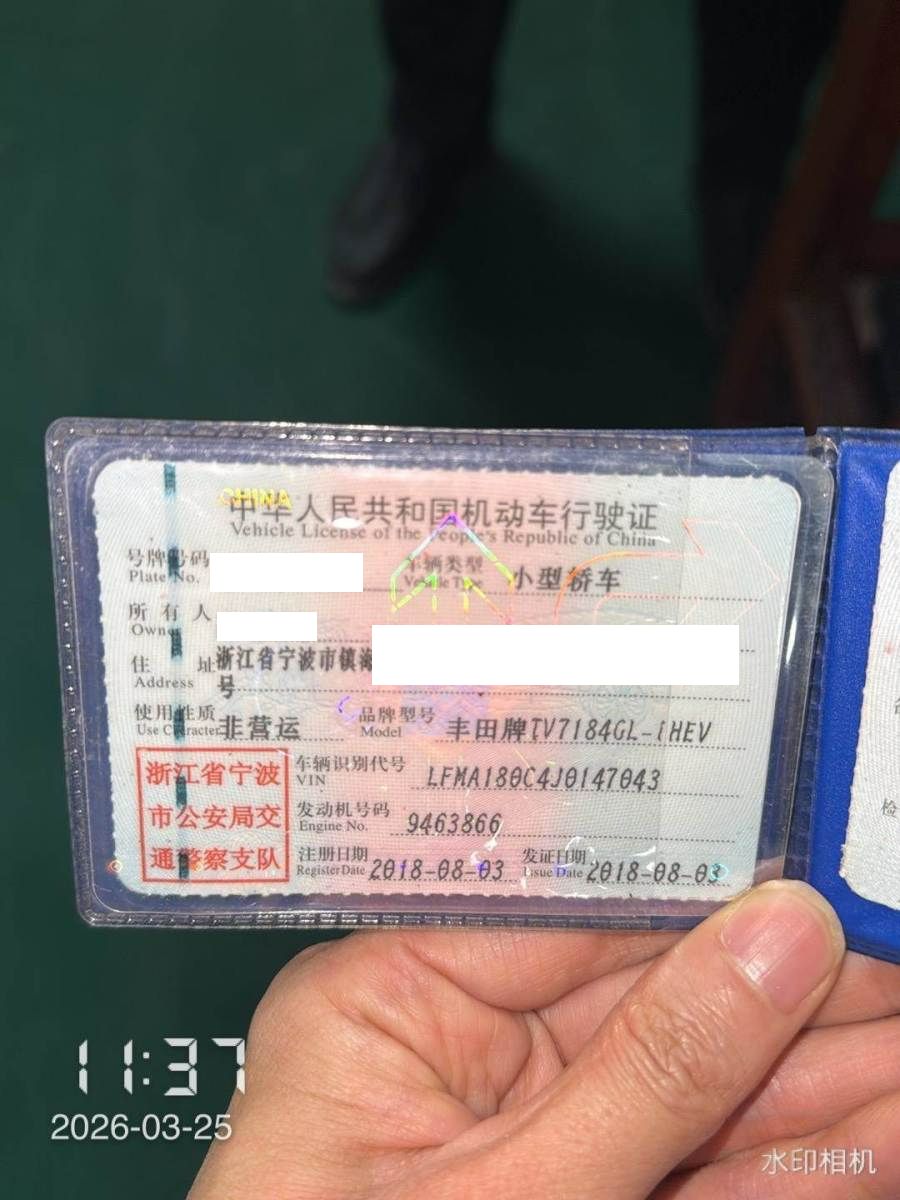 CHINA
中华人民共和国机动车行驶证
Vehicle License of the People's Republic of China
号牌号码 车辆类型 小型轿车
Plate No. Vehicle Type
所有人
Owner
住址 浙江省宁波市镇海
Address 号
使用性质 非营运 品牌型号 丰田牌TV7184GL-iHEV
Use Character Model
浙江省宁波 车辆识别代号 LFMA180C4J0147043
VIN
市公安局交 发动机号码 9463866
Engine No.
通警察支队 注册日期 2018-08-03 发证日期 2018-08-03
Register Date Issue Date
检
11:37
2026-03-25
水印相机